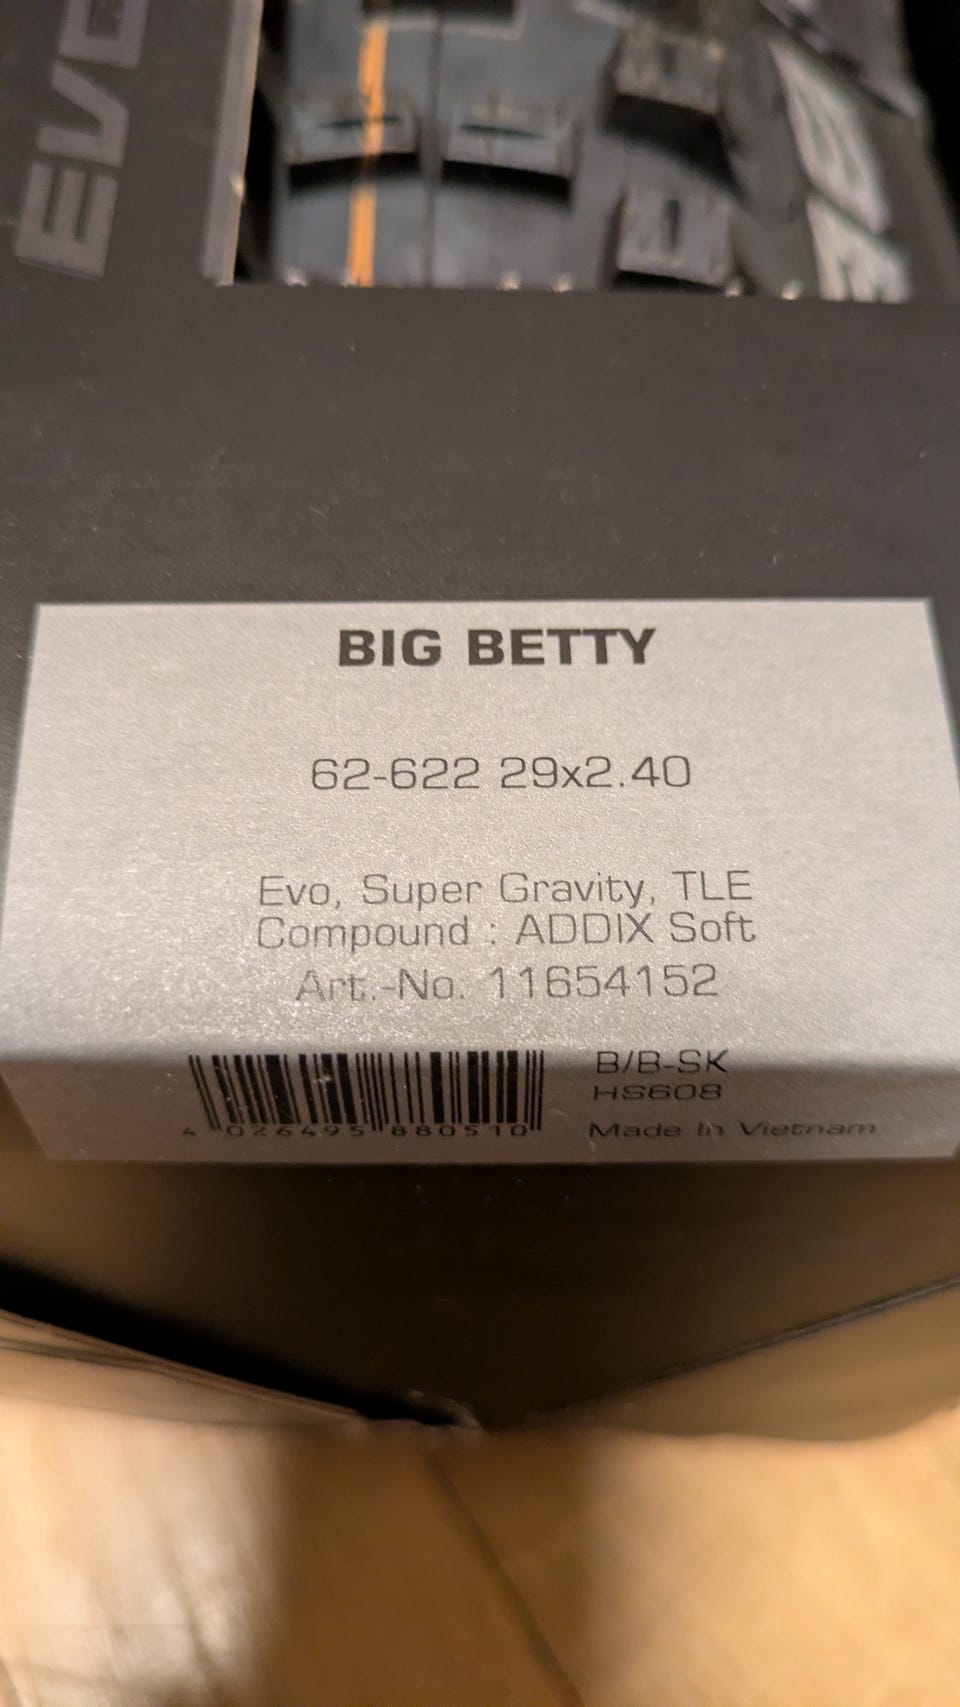 EVO
BIG BETTY
62-622 29x2.40
Evo, Super Gravity, TLE
Compound : ADDIX Soft
Art.-No. 11654152
B/B-SK
HS608
4 026495 880510
Made in Vietnam